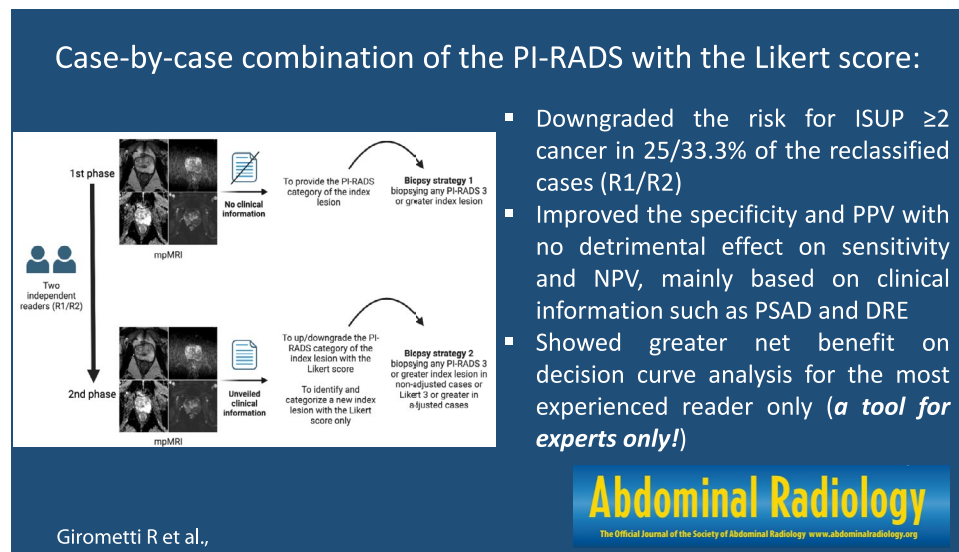 Case-by-case combination of the PI-RADS with the Likert score:
1st phase
mpMRI
No clinical
information
To provide the PI-RADS
category of the index
lesion
Biopsy strategy 1
biopsying any PI-RADS 3
or greater index lesion
Two
independent
readers (R1/R2)
2nd phase
mpMRI
Unveiled
clinical
information
To up/downgrade the PI-
RADS category of the
index lesion with the
Likert score
To identify and
categorize a new index
lesion with the Likert
score only
Biopsy strategy 2
biopsying any PI-RADS 3
or greater index lesion in
non-adjusted cases or
Likert 3 or greater in
adjusted cases
▪ Downgraded the risk for ISUP ≥2
cancer in 25/33.3% of the reclassified
cases (R1/R2)
▪ Improved the specificity and PPV with
no detrimental effect on sensitivity
and NPV, mainly based on clinical
information such as PSAD and DRE
▪ Showed greater net benefit on
decision curve analysis for the most
experienced reader only (a tool for
experts only!)
Girometti R et al.,
Abdominal Radiology
The Official Journal of the Society of Abdominal Radiology www.abdominalradiology.org